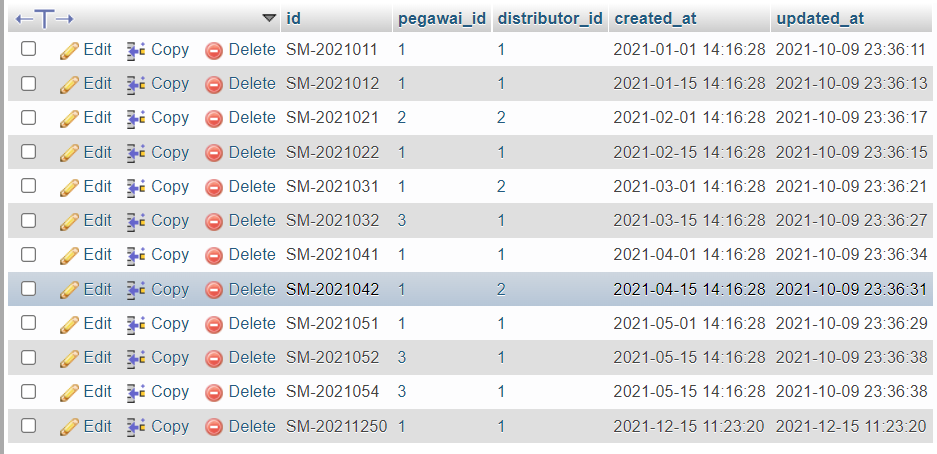 id pegawai_id distributor_id created_at updated_at
Edit Copy Delete SM-2021011 1 1 2021-01-01 14:16:28 2021-10-09 23:36:11
Edit Copy Delete SM-2021012 1 1 2021-01-15 14:16:28 2021-10-09 23:36:13
Edit Copy Delete SM-2021021 2 2 2021-02-01 14:16:28 2021-10-09 23:36:17
Edit Copy Delete SM-2021022 1 1 2021-02-15 14:16:28 2021-10-09 23:36:15
Edit Copy Delete SM-2021031 1 2 2021-03-01 14:16:28 2021-10-09 23:36:21
Edit Copy Delete SM-2021032 3 1 2021-03-15 14:16:28 2021-10-09 23:36:27
Edit Copy Delete SM-2021041 1 1 2021-04-01 14:16:28 2021-10-09 23:36:34
Edit Copy Delete SM-2021042 1 2 2021-04-15 14:16:28 2021-10-09 23:36:31
Edit Copy Delete SM-2021051 1 1 2021-05-01 14:16:28 2021-10-09 23:36:29
Edit Copy Delete SM-2021052 3 1 2021-05-15 14:16:28 2021-10-09 23:36:38
Edit Copy Delete SM-2021054 3 1 2021-05-15 14:16:28 2021-10-09 23:36:38
Edit Copy Delete SM-20211250 1 1 2021-12-15 11:23:20 2021-12-15 11:23:20